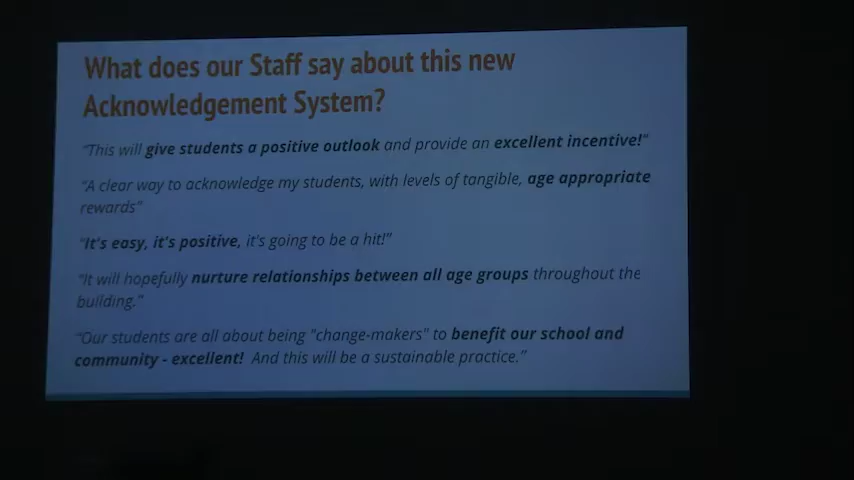 What does our Staff say about this new
Acknowledgement System?
"This will give students a positive outlook and provide an excellent incentive!"
"A clear way to acknowledge my students, with levels of tangible, age appropriate
rewards"
"It's easy, it's positive, it's going to be a hit!"
"It will hopefully nurture relationships between all age groups throughout the
building."
"Our students are all about being "change-makers" to benefit our school and
community - excellent! And this will be a sustainable practice."